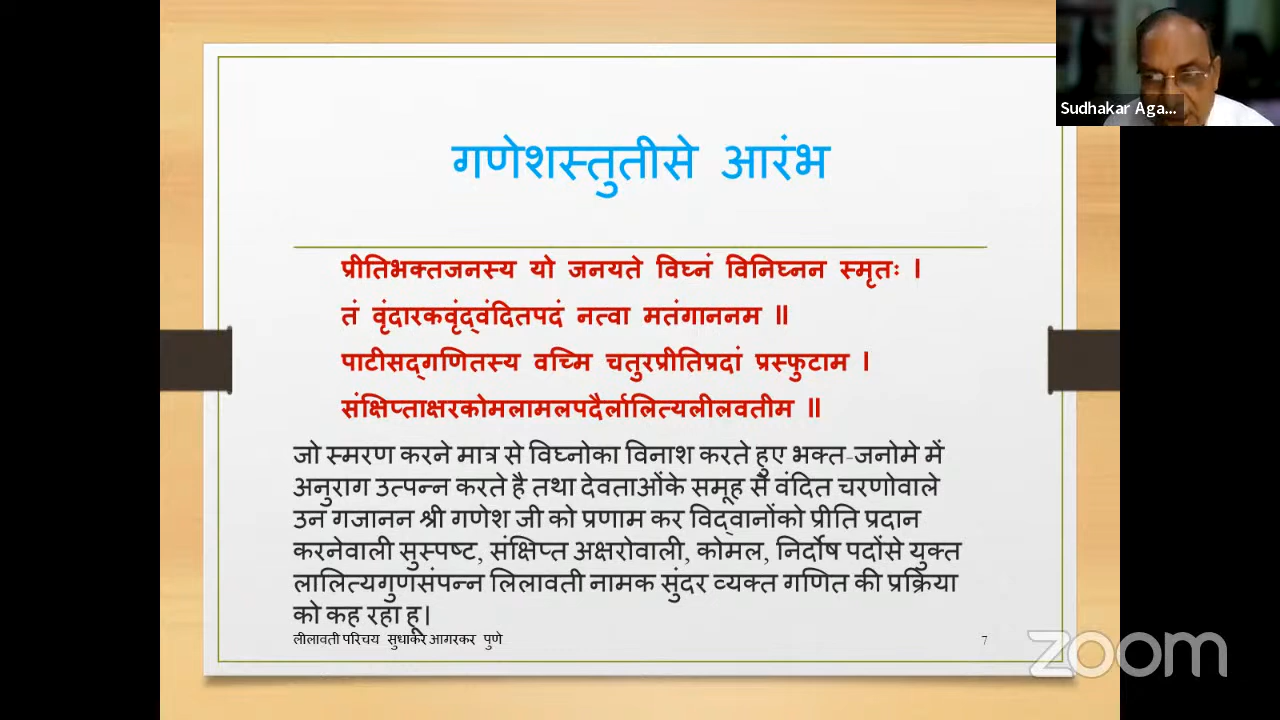 Sudhakar Aga...
गणेशस्तुतीसे आरंभ
प्रीतिभक्तजनस्य यो जनयते विघ्नं विनिघ्नन स्मृतः ।
तं वृंदारकवृंद्वंदितपदं नत्वा मतंगाननम ॥
पाटीसद्गणितस्य वच्मि चतुरप्रीतिप्रदां प्रस्फुटाम ।
संक्षिप्ताक्षरकोमलामलपदैर्लालित्यलीलवतीम ॥
जो स्मरण करने मात्र से विघ्नोका विनाश करते हुए भक्त-जनोमे में
अनुराग उत्पन्न करते है तथा देवताओंके समूह से वंदित चरणोवाले
उन गजानन श्री गणेश जी को प्रणाम कर विद्वानोंको प्रीति प्रदान
करनेवाली सुस्पष्ट, संक्षिप्त अक्षरोवाली, कोमल, निर्दोष पदोंसे युक्त
लालित्यगुणसंपन्न लिलावती नामक सुंदर व्यक्त गणित की प्रक्रिया
को कह रहा हू।
लीलावती परिचय सुधाकर आगरकर पुणे
7
zoom